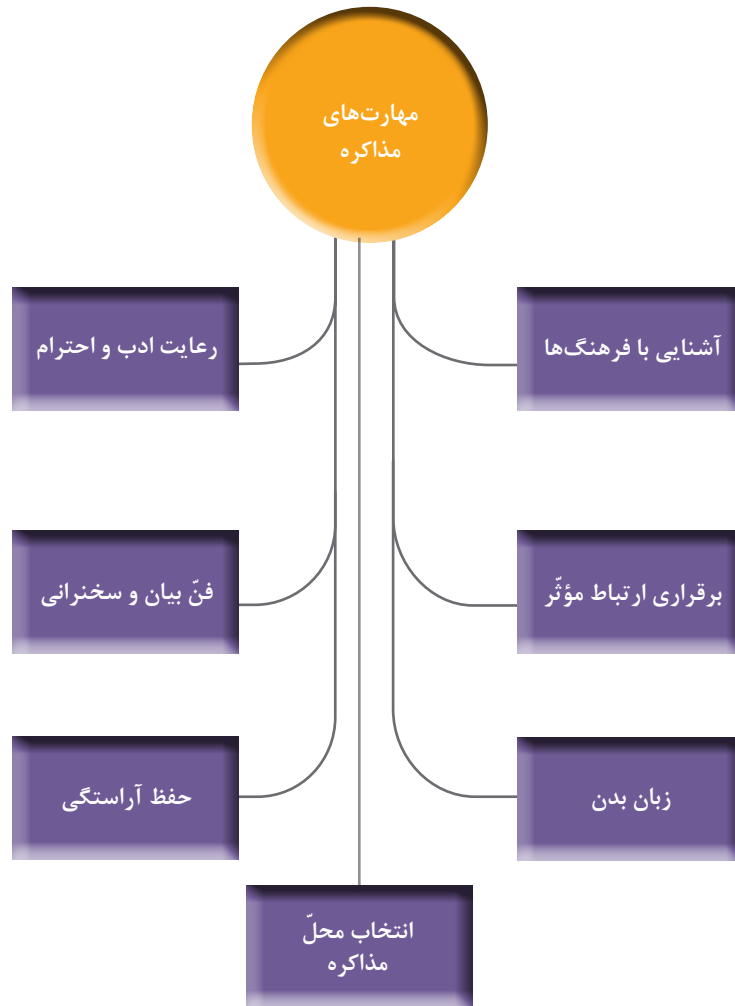 مهارت‌های
مذاکره
آشنایی با فرهنگ‌ها
رعایت ادب و احترام
برقراری ارتباط مؤثّر
فنّ بیان و سخنرانی
زبان بدن
حفظ آراستگی
انتخاب محلّ
مذاکره